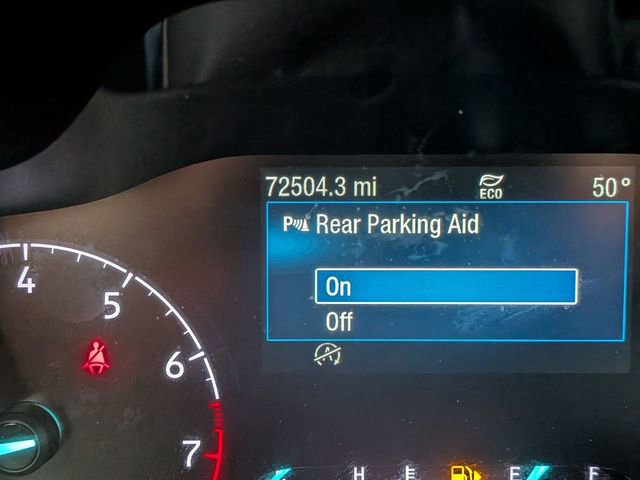 72504.3 mi ECO 50°
P Rear Parking Aid
On
Off
A
4
5
6
7
H E F